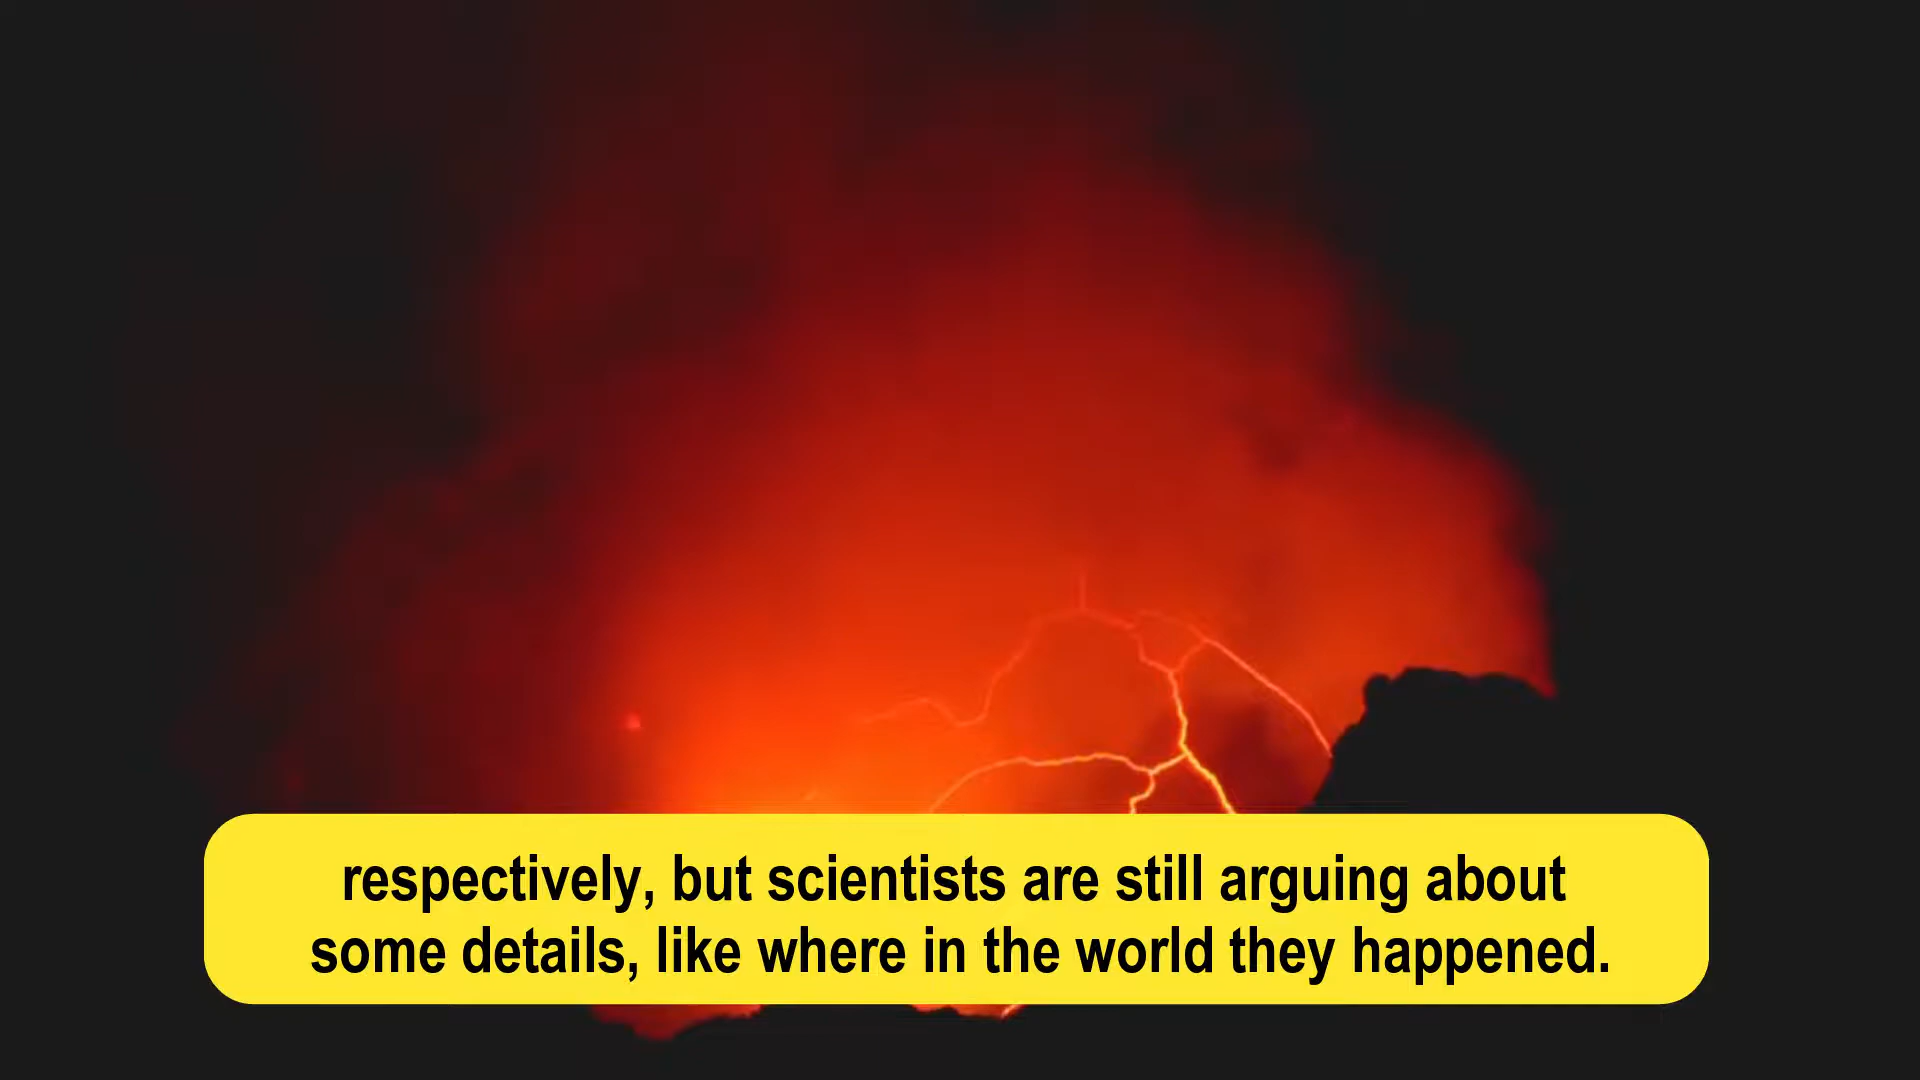 respectively, but scientists are still arguing about
some details, like where in the world they happened.